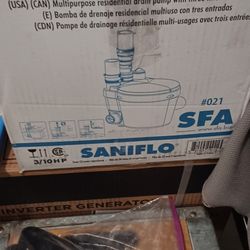 (USA) (CAN) Multipurpose residential drain pump with three
(E) Bomba de drenaje residencial multiuso con tres entradas
(CDN) Pompe de drainage résidentielle multi-usages avec trois entrées
#021
SFA
SANIFLO®
3/10 HP
INVERTER GENERATOR